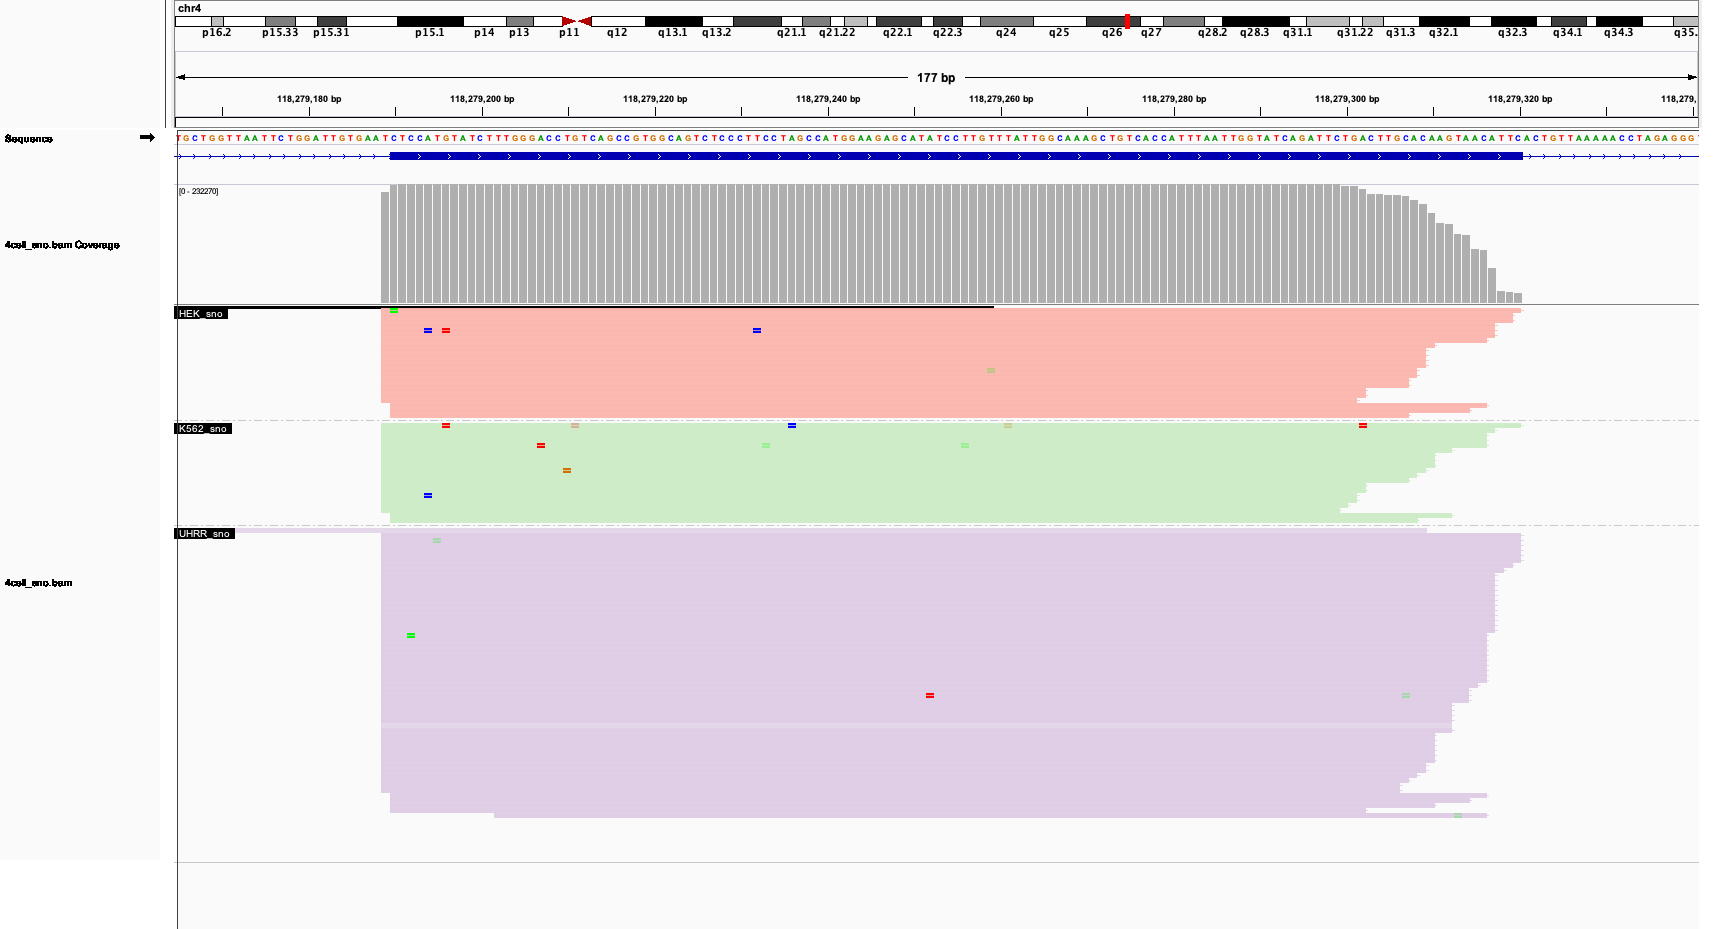 chr4
p16.2 p15.33 p15.31 p15.1 p14 p13 p11 q12 q13.1 q13.2 q21.1 q21.22 q22.1 q22.3 q24 q25 q26 q27 q28.2 q28.3 q31.1 q31.22 q31.3 q32.1 q32.3 q34.1 q34.3 q35.
177 bp
118,279,180 bp 118,279,200 bp 118,279,220 bp 118,279,240 bp 118,279,260 bp 118,279,280 bp 118,279,300 bp 118,279,320 bp 118,279,
Sequence TGCTGGTTAATTCTGGATTGTGAATCTCCATGTATCTTTGGGACCTGTCAGCCGTGGCAGTCTCCCTTCCTAGCCATGGAAGAGCATATCCTTGTTTATTGGCAAAGCTGTCACCATTTAATTGGTATCAGATTCTGACTTGCACAAGTAACATTCACTGTTAAAAACCTAGAGGG
[0 - 232270]
4cell_sno.bam Coverage
HEK_sno
K562_sno
UHRR_sno
4cell_sno.bam